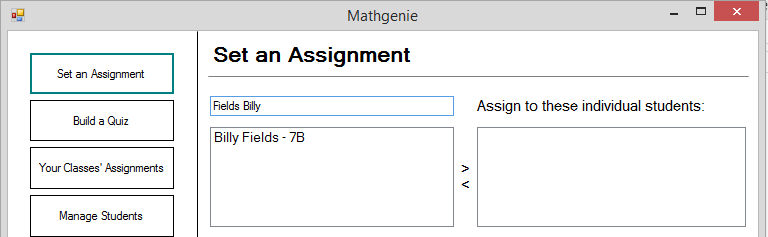 Mathgenie
Set an Assignment
Build a Quiz
Your Classes' Assignments
Manage Students
Set an Assignment
Fields Billy
Billy Fields - 7B
>
<
Assign to these individual students: